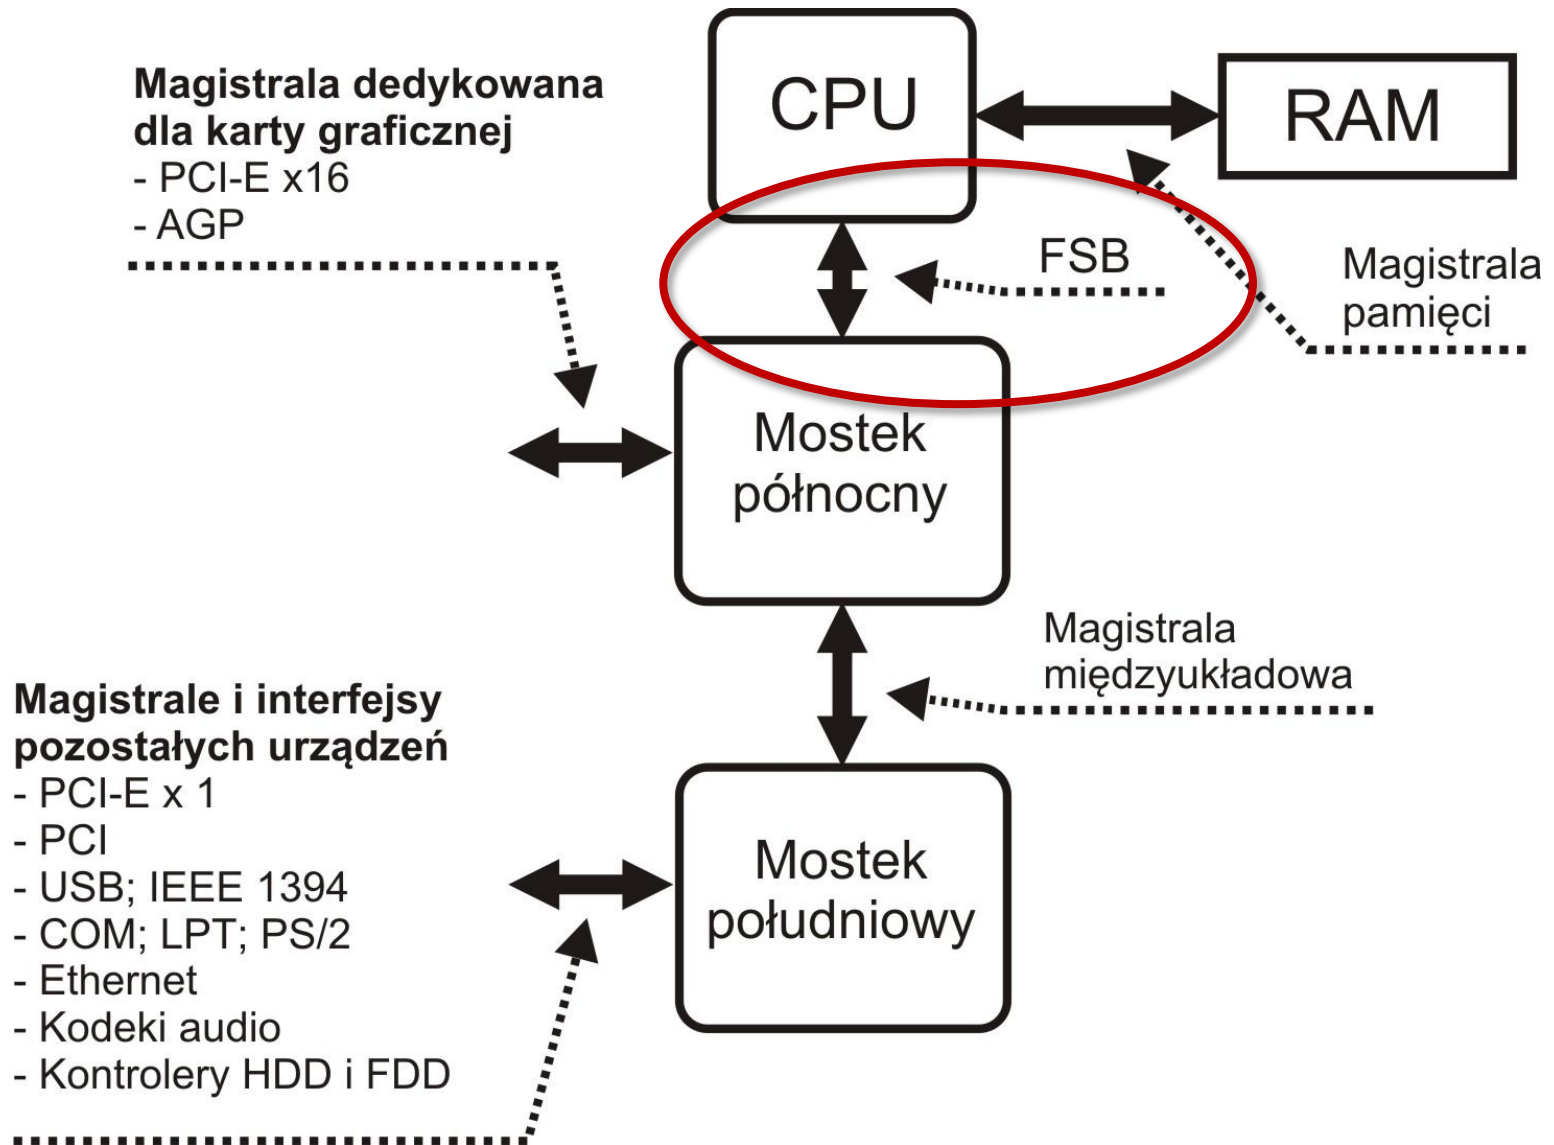 Magistrala dedykowana
dla karty graficznej
- PCI-E x16
- AGP
CPU
RAM
FSB
Magistrala
pamięci
Mostek
północny
Magistrala
międzyukładowa
Magistrale i interfejsy
pozostałych urządzeń
- PCI-E x 1
- PCI
- USB; IEEE 1394
- COM; LPT; PS/2
- Ethernet
- Kodeki audio
- Kontrolery HDD i FDD
Mostek
południowy